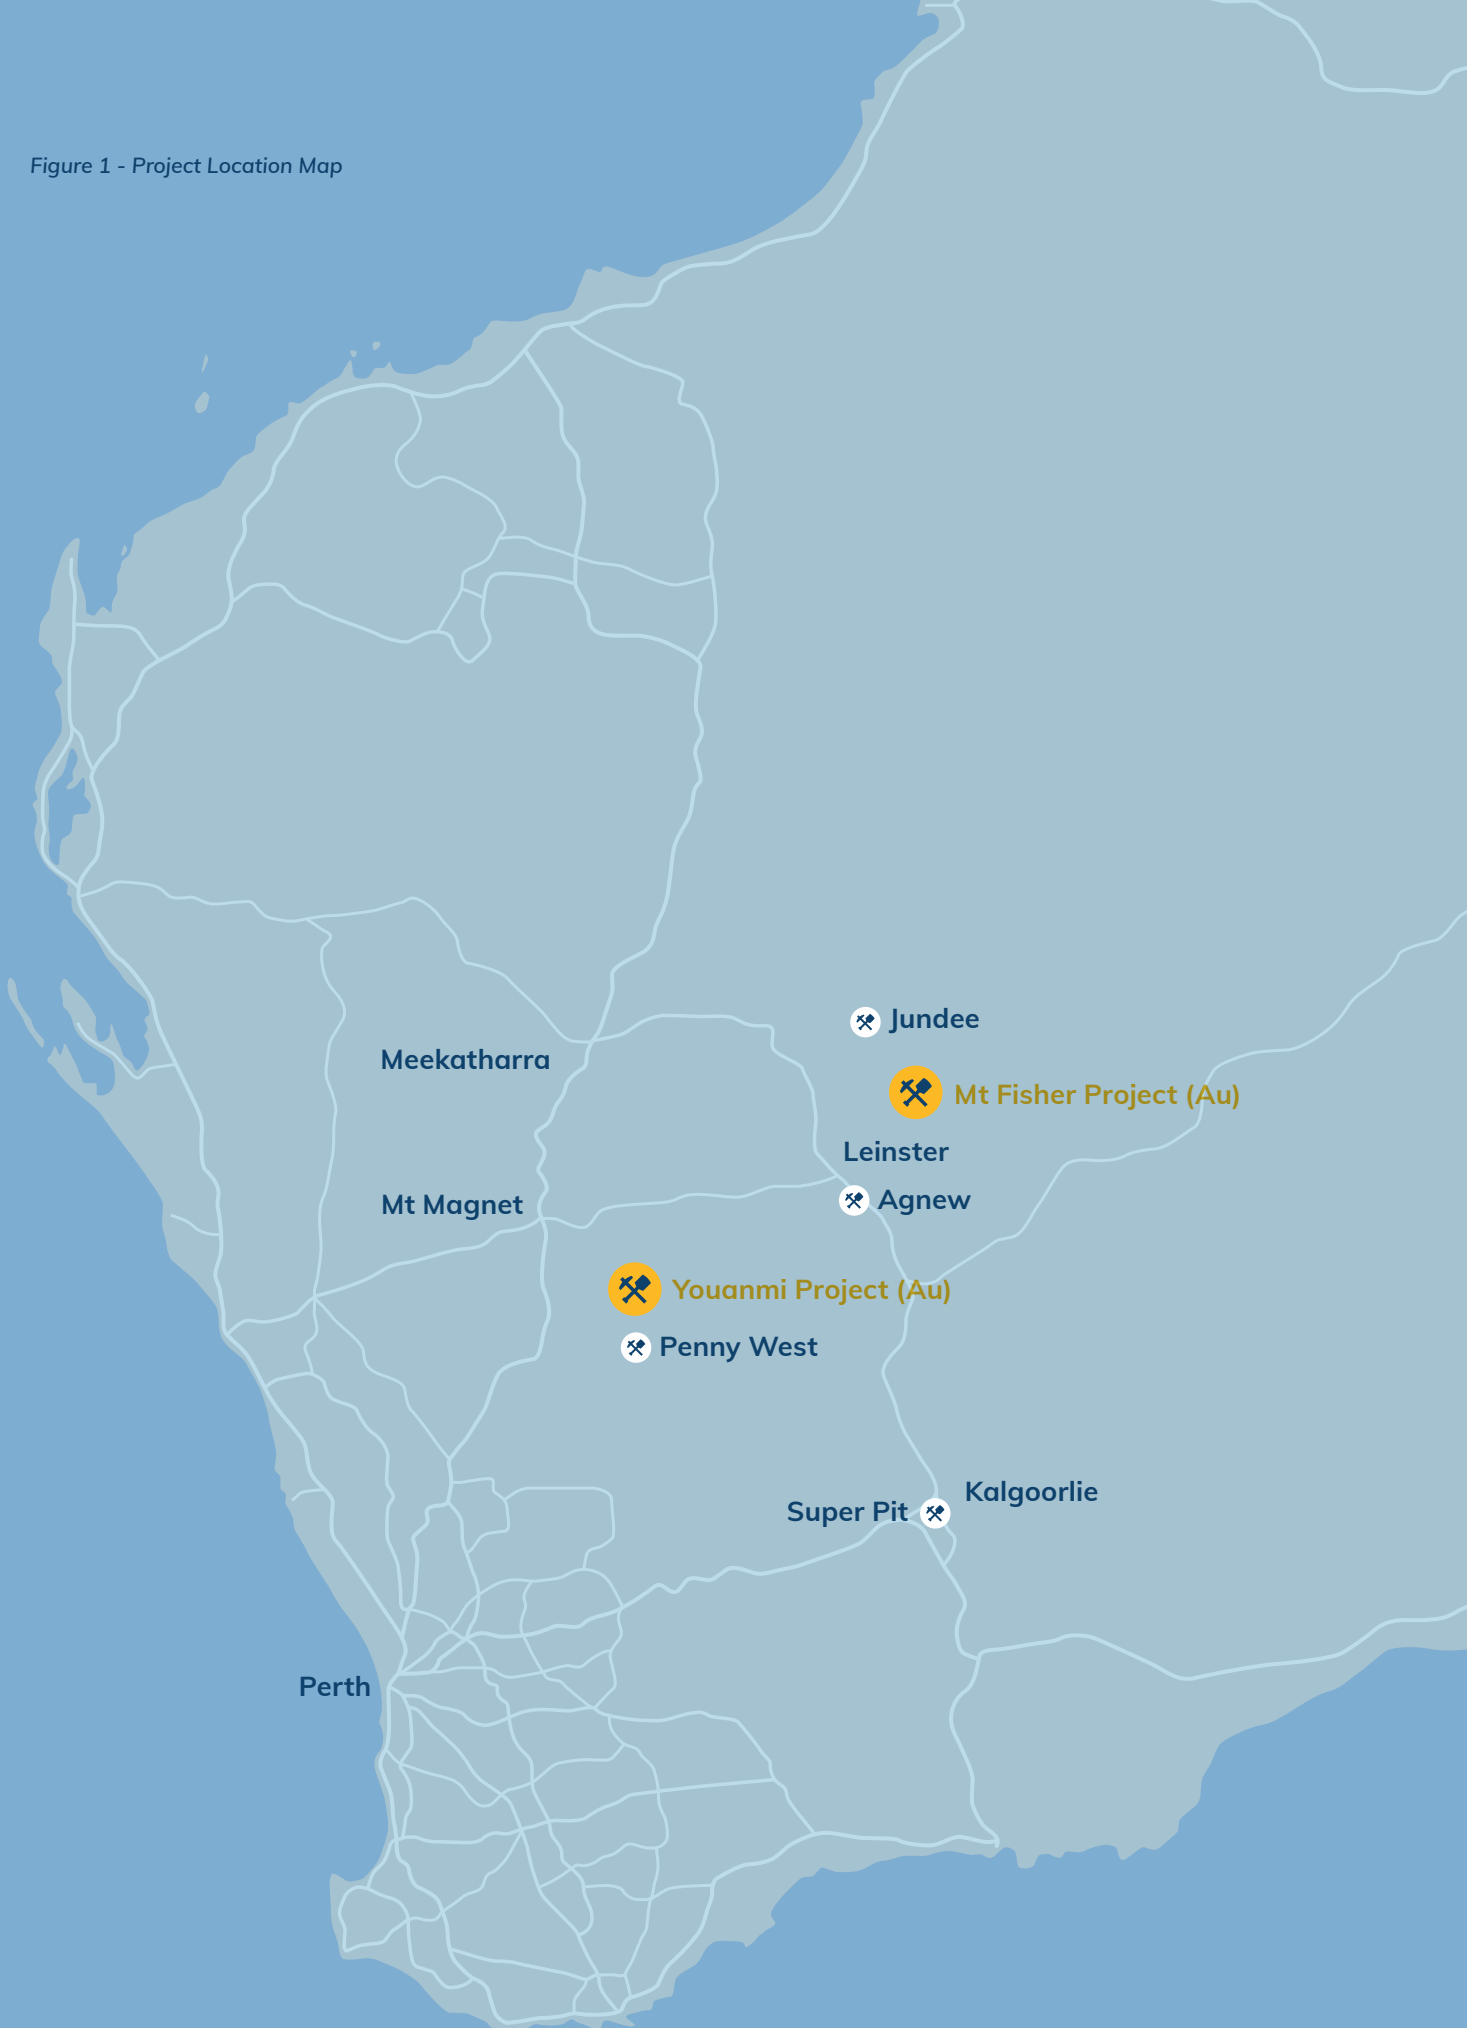 Figure 1 - Project Location Map
Jundee
Meekatharra
Mt Fisher Project (Au)
Leinster
Agnew
Mt Magnet
Youanmi Project (Au)
Penny West
Kalgoorlie
Super Pit
Perth